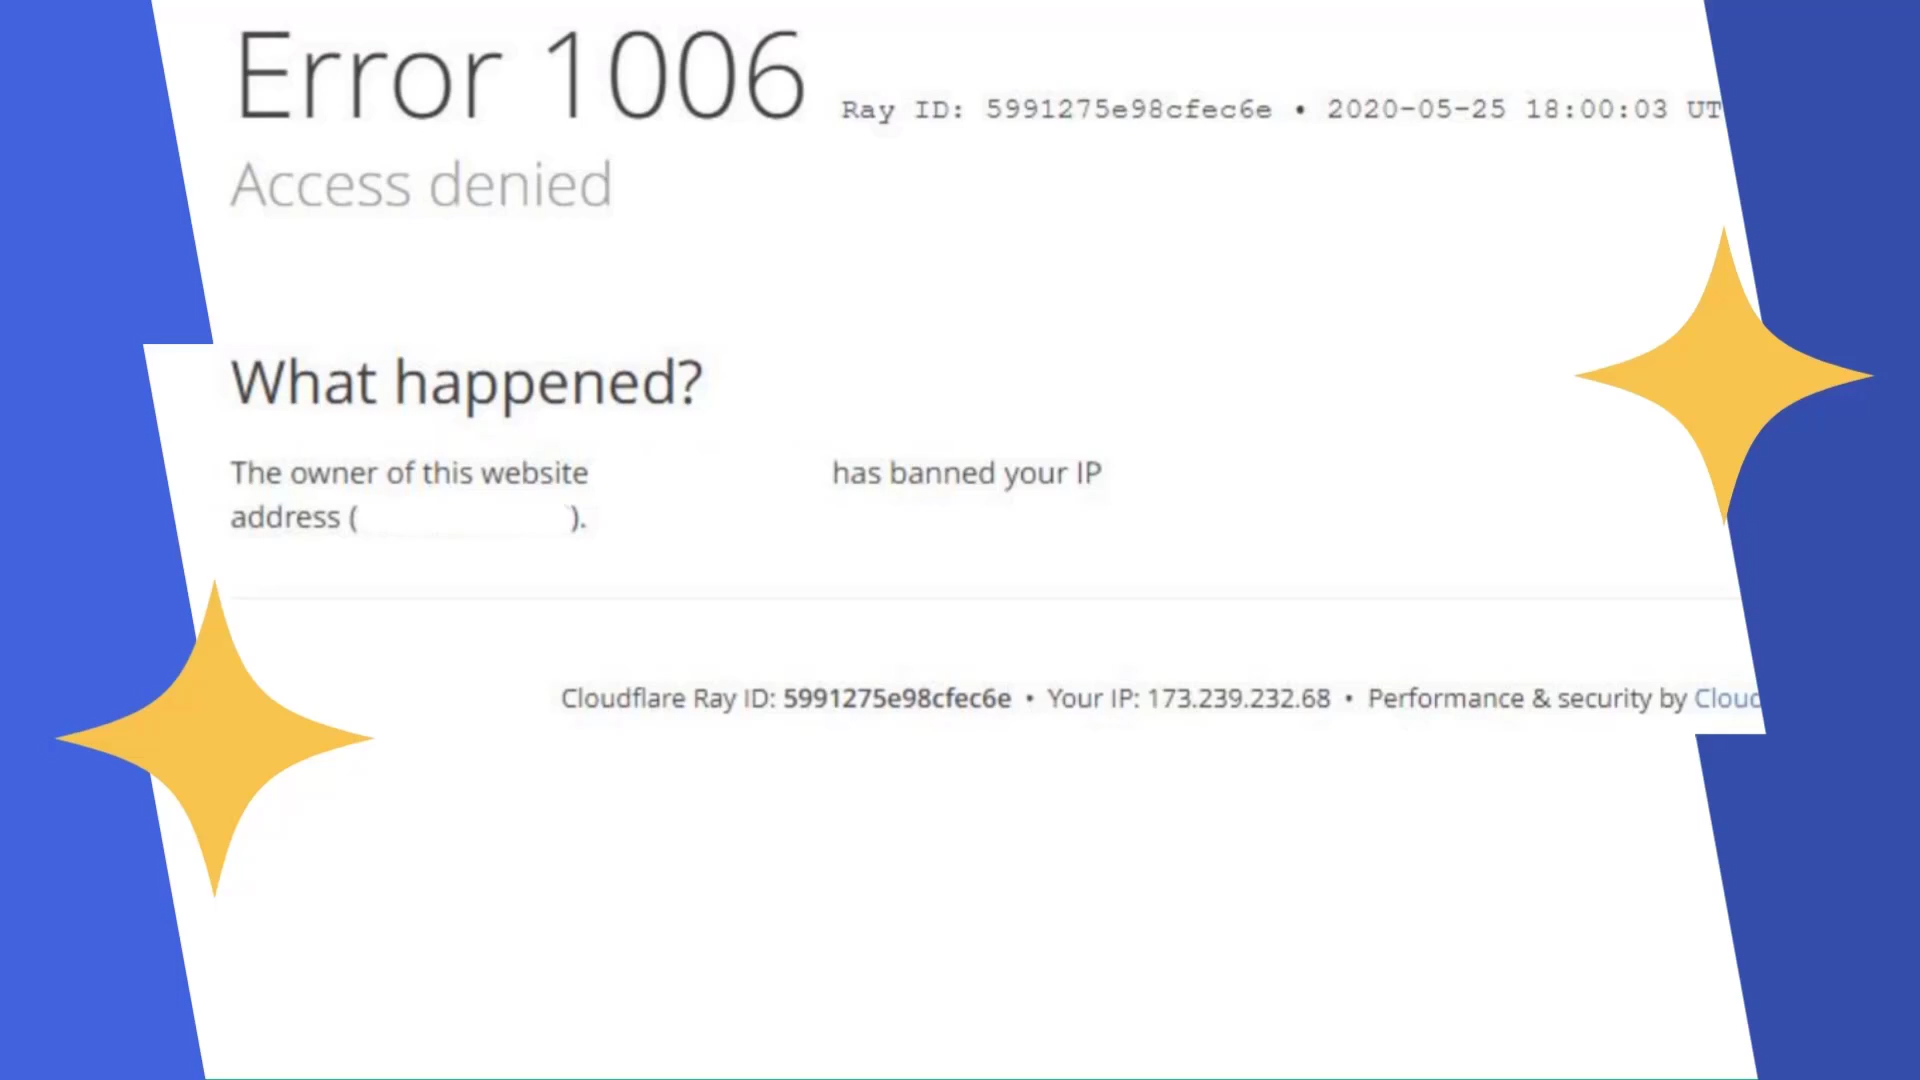 Error 1006 Ray ID: 5991275e98cfec6e • 2020-05-25 18:00:03 UT
Access denied
What happened?
The owner of this website has banned your IP
address ( ).
Cloudflare Ray ID: 5991275e98cfec6e • Your IP: 173.239.232.68 • Performance & security by Cloud